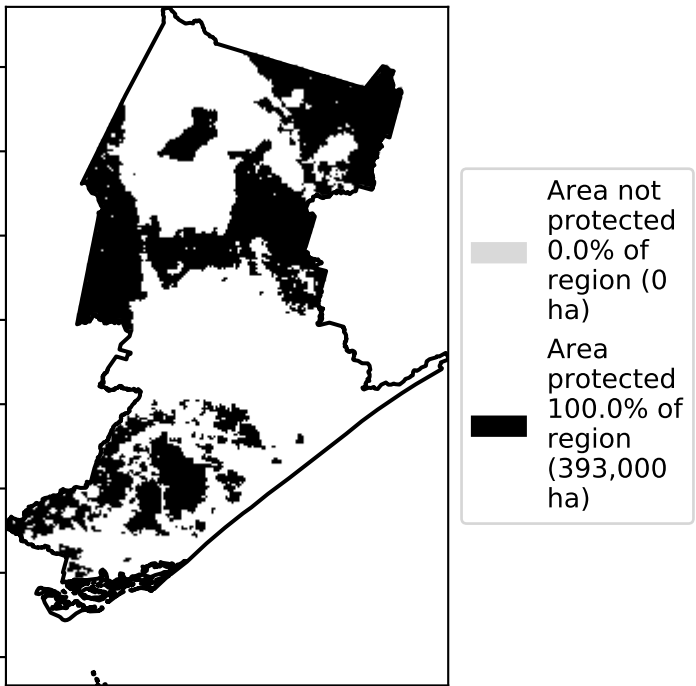 Area not
protected
0.0% of
region (0
ha)
Area
protected
100.0% of
region
(393,000
ha)